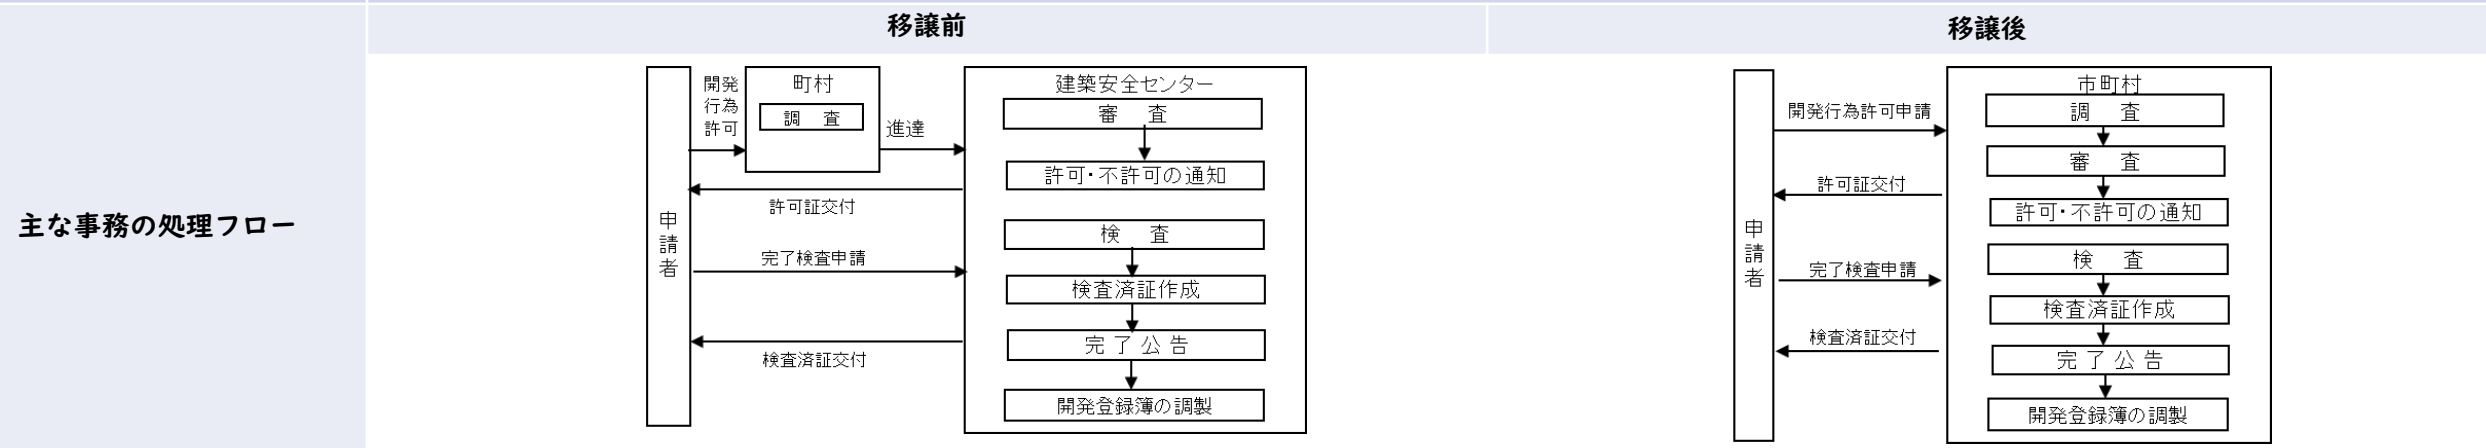 移譲前
移譲後
主な事務の処理フロー
申請者
開発
行為
許可
町村
調 査
進達
建築安全センター
審 査
許可・不許可の通知
許可証交付
検 査
完了検査申請
検査済証作成
完了公告
検査済証交付
開発登録簿の調製
申請者
開発行為許可申請
市町村
調 査
審 査
許可証交付
許可・不許可の通知
検 査
完了検査申請
検査済証作成
検査済証交付
完了公告
開発登録簿の調製